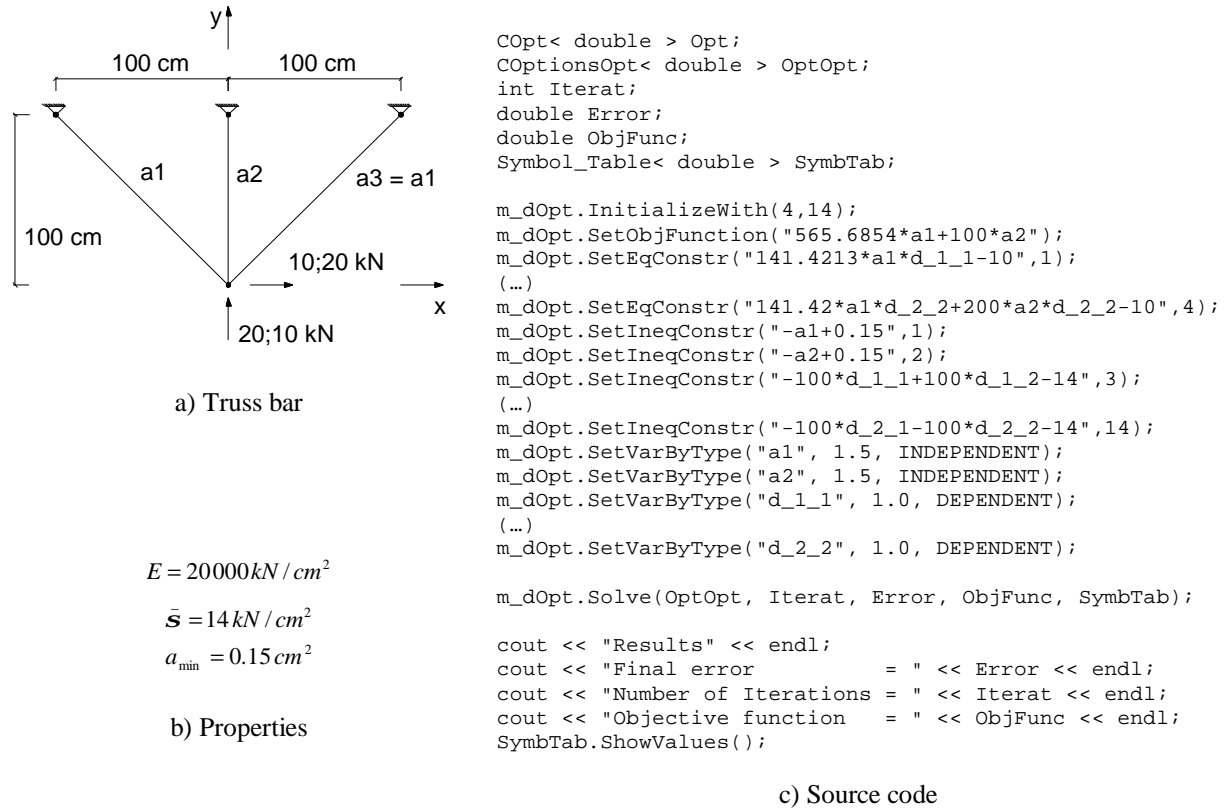 y
100 cm 100 cm
a1 a2 a3 = a1
100 cm
10;20 kN
x
20;10 kN
a) Truss bar
E = 20000 kN / cm²
s̄ = 14 kN / cm²
a min = 0.15 cm²
b) Properties
COpt< double > Opt;
COptionsOpt< double > OptOpt;
int Iterat;
double Error;
double ObjFunc;
Symbol_Table< double > SymbTab;
m_dOpt.InitializeWith(4,14);
m_dOpt.SetObjFunction("565.6854*a1+100*a2");
m_dOpt.SetEqConstr("141.4213*a1*d_1_1-10",1);
(…)
m_dOpt.SetEqConstr("141.42*a1*d_2_2+200*a2*d_2_2-10",4);
m_dOpt.SetIneqConstr("-a1+0.15",1);
m_dOpt.SetIneqConstr("-a2+0.15",2);
m_dOpt.SetIneqConstr("-100*d_1_1+100*d_1_2-14",3);
(…)
m_dOpt.SetIneqConstr("-100*d_2_1-100*d_2_2-14",14);
m_dOpt.SetVarByType("a1", 1.5, INDEPENDENT);
m_dOpt.SetVarByType("a2", 1.5, INDEPENDENT);
m_dOpt.SetVarByType("d_1_1", 1.0, DEPENDENT);
(…)
m_dOpt.SetVarByType("d_2_2", 1.0, DEPENDENT);
m_dOpt.Solve(OptOpt, Iterat, Error, ObjFunc, SymbTab);
cout << "Results" << endl;
cout << "Final error          = " << Error << endl;
cout << "Number of Iterations = " << Iterat << endl;
cout << "Objective function   = " << ObjFunc << endl;
SymbTab.ShowValues();
c) Source code